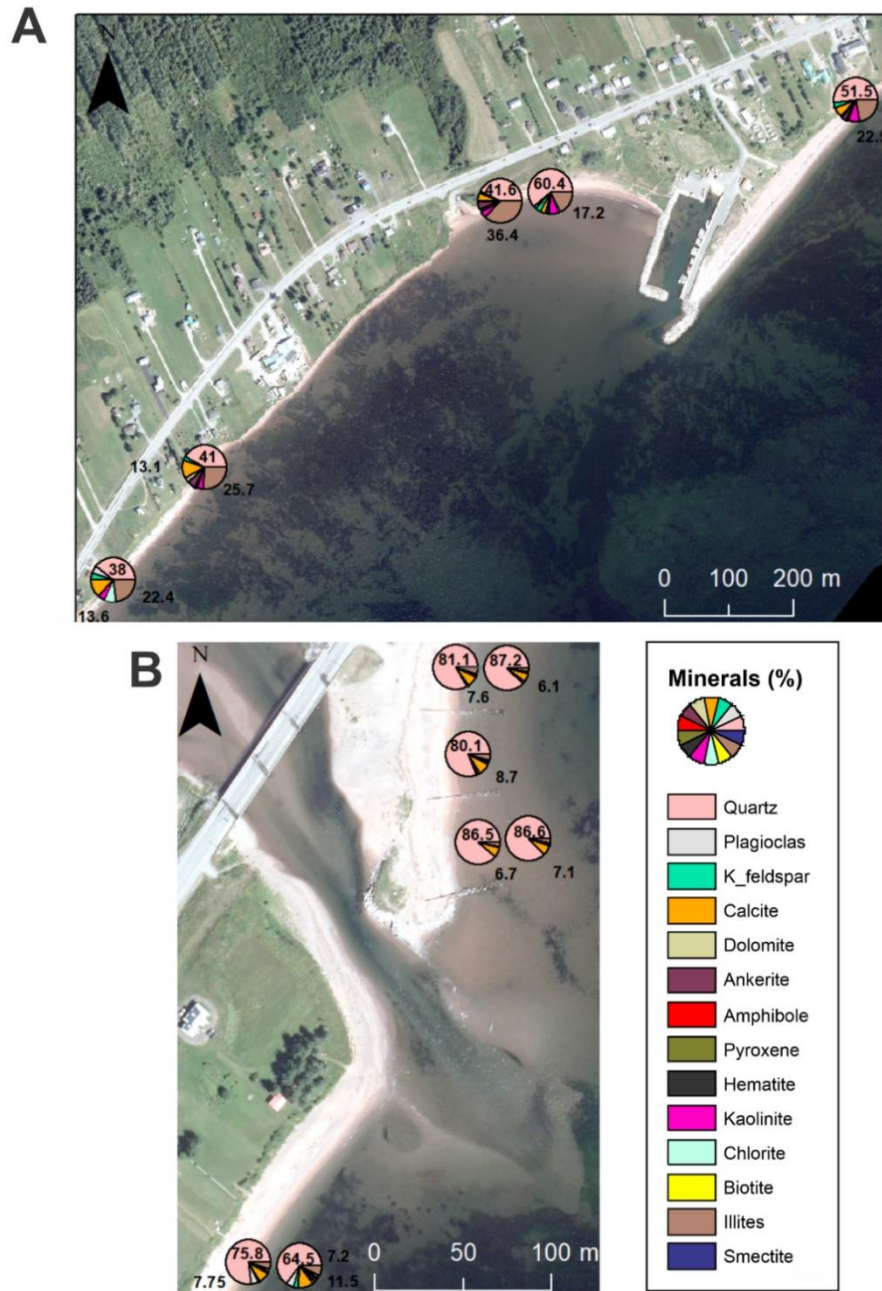 A
N
51.5
22.
41.6
60.4
36.4
17.2
41
13.1
25.7
38
22.4
13.6
0 100 200 m
B
N
81.1
87.2
7.6
6.1
80.1
8.7
86.5
86.6
6.7
7.1
75.8
64.5
7.2
7.75
11.5
0 50 100 m
Minerals (%)
Quartz
Plagioclas
K_feldspar
Calcite
Dolomite
Ankerite
Amphibole
Pyroxene
Hematite
Kaolinite
Chlorite
Biotite
Illites
Smectite